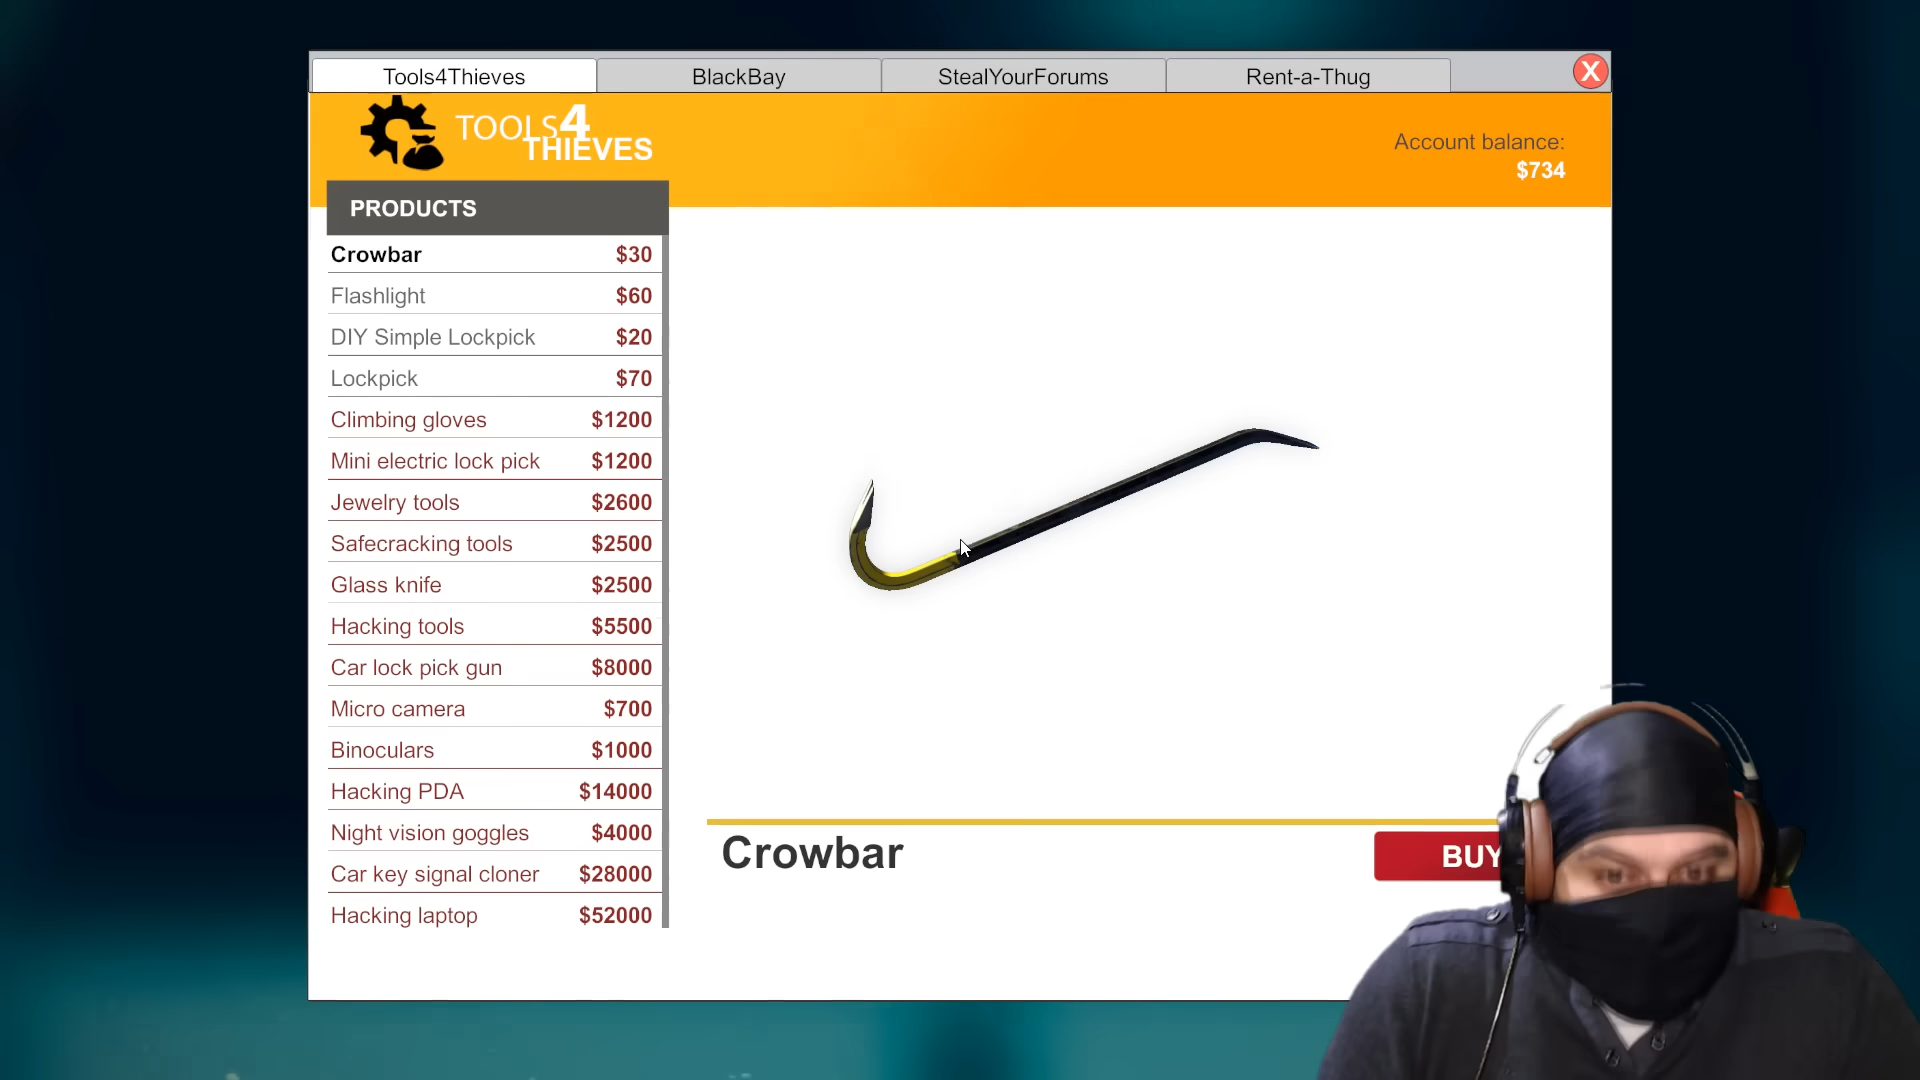 Tools4Thieves BlackBay StealYourForums Rent-a-Thug X
TOOLS4
THIEVES
Account balance:
$734
PRODUCTS
Crowbar $30
Flashlight $60
DIY Simple Lockpick $20
Lockpick $70
Climbing gloves $1200
Mini electric lock pick $1200
Jewelry tools $2600
Safecracking tools $2500
Glass knife $2500
Hacking tools $5500
Car lock pick gun $8000
Micro camera $700
Binoculars $1000
Hacking PDA $14000
Night vision goggles $4000
Car key signal cloner $28000
Hacking laptop $52000
Crowbar
BUY